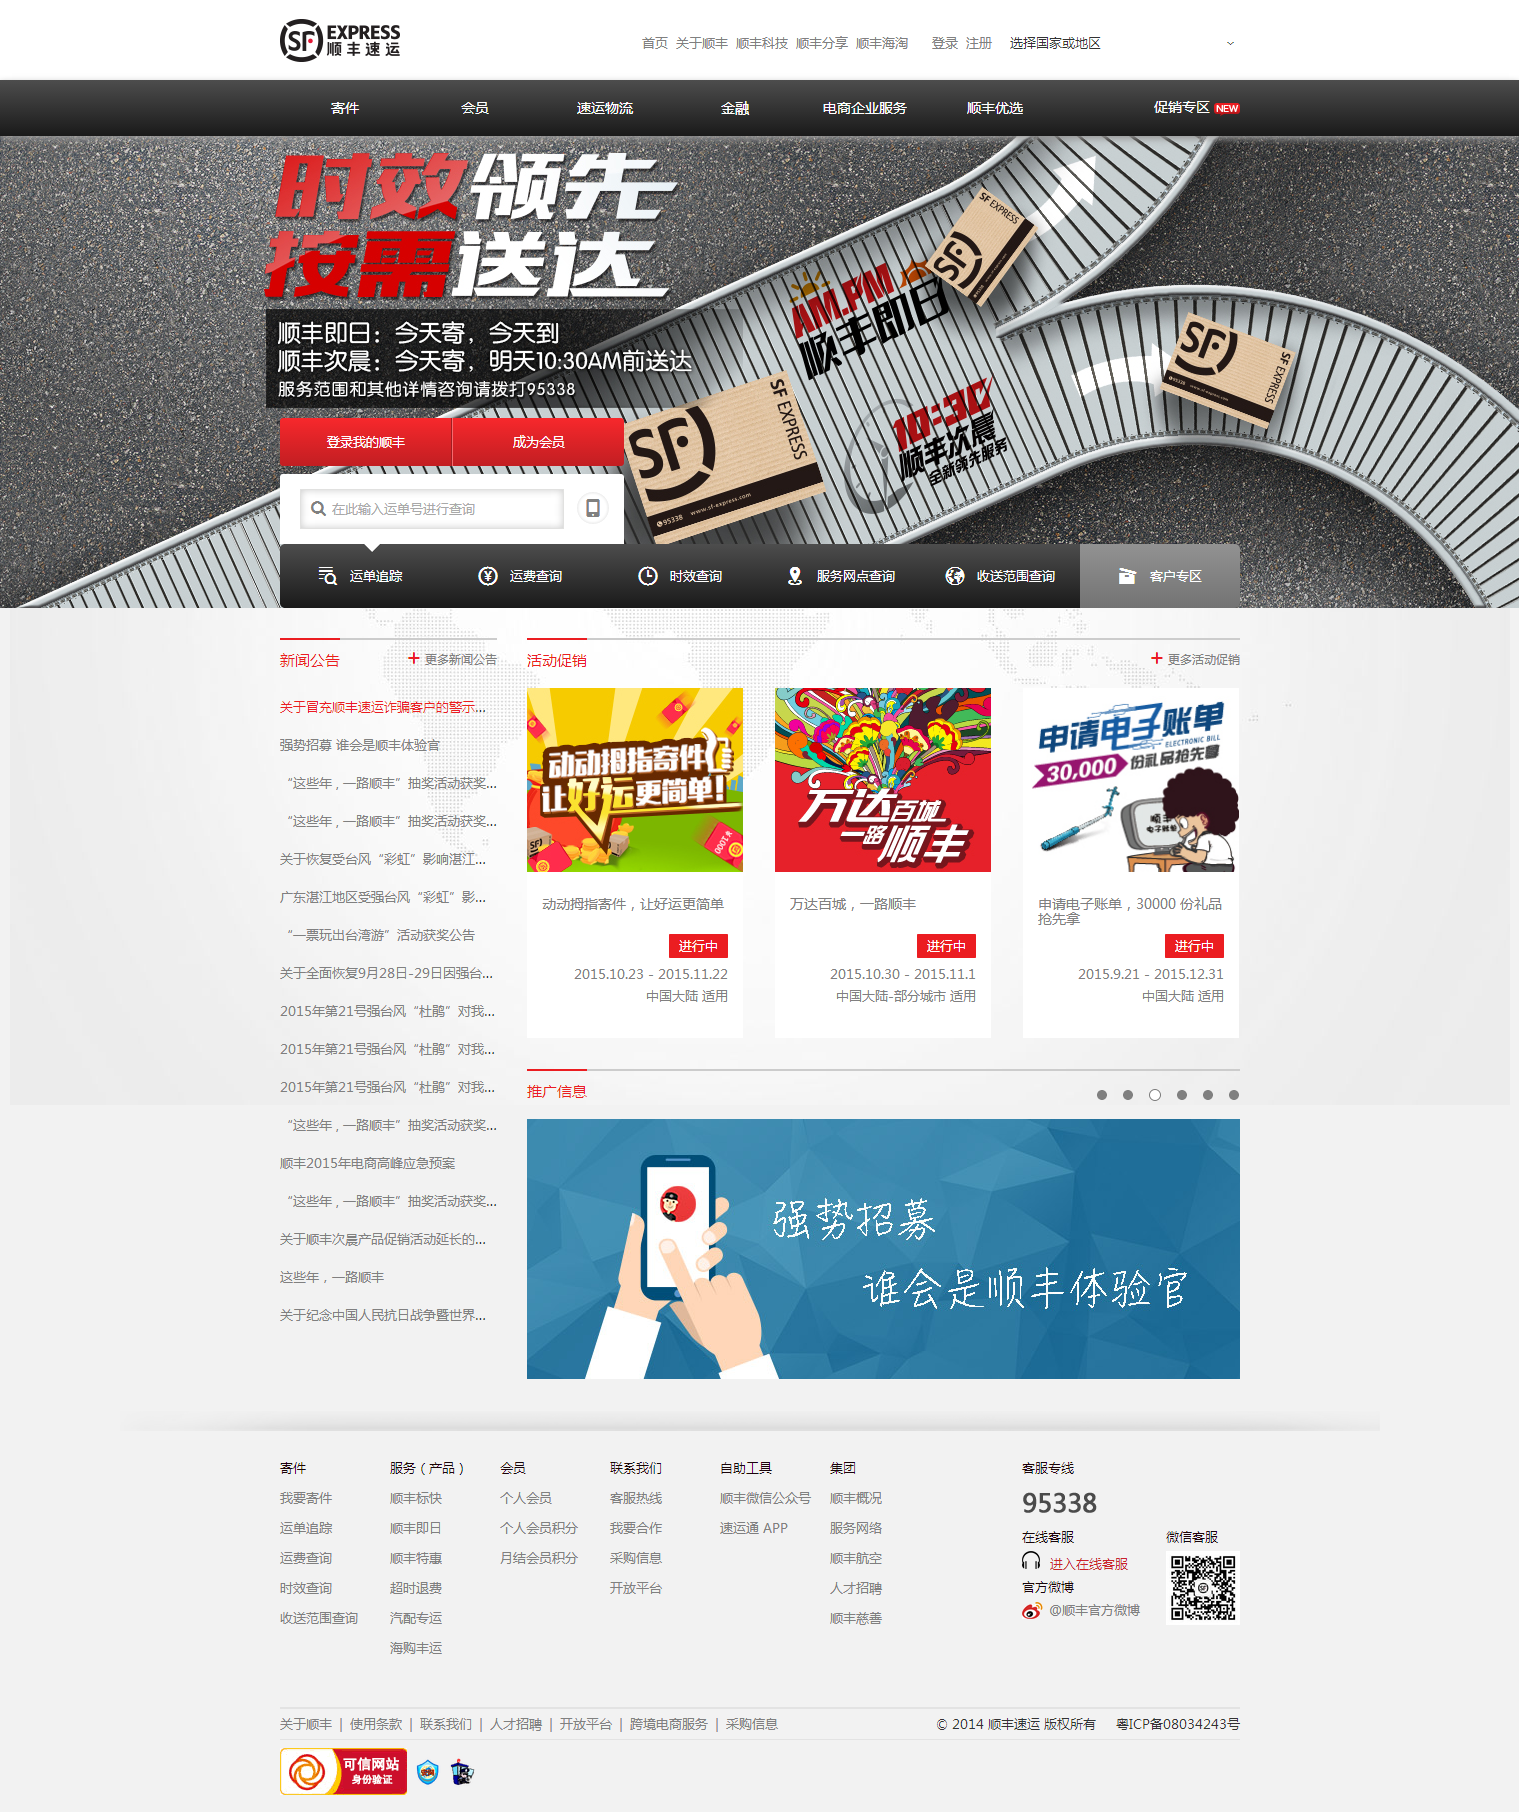 SF EXPRESS
顺丰速运
首页 关于顺丰 顺丰科技 顺丰分享 顺丰海淘 登录 注册 选择国家或地区
寄件 会员 速运物流 金融 电商企业服务 顺丰优选 促销专区 NEW
时效领先
按需送达
顺丰即日：今天寄，今天到
顺丰次晨：今天寄，明天10:30AM前送达
服务范围和其他详情咨询请拨打95338
AM.PM
顺丰即日
SF EXPRESS
SF
10:30
顺丰次晨
全新领先服务
SF EXPRESS
SF
95338 www.sf-express.com
SF EXPRESS
SF
登录我的顺丰 成为会员
在此输入运单号进行查询
运单追踪 运费查询 时效查询 服务网点查询 收送范围查询 客户专区
新闻公告 + 更多新闻公告
关于冒充顺丰速运诈骗客户的警示...
强势招募 谁会是顺丰体验官
“这些年，一路顺丰”抽奖活动获奖...
“这些年，一路顺丰”抽奖活动获奖...
关于恢复受台风“彩虹”影响湛江...
广东湛江地区受强台风“彩虹”影...
“一票玩出台湾游”活动获奖公告
关于全面恢复9月28日-29日因强台...
2015年第21号强台风“杜鹃”对我...
2015年第21号强台风“杜鹃”对我...
2015年第21号强台风“杜鹃”对我...
“这些年，一路顺丰”抽奖活动获奖...
顺丰2015年电商高峰应急预案
“这些年，一路顺丰”抽奖活动获奖...
关于顺丰次晨产品促销活动延长的...
这些年，一路顺丰
关于纪念中国人民抗日战争暨世界...
活动促销 + 更多活动促销
动动拇指寄件
让好运更简单!
动动拇指寄件，让好运更简单
进行中
2015.10.23 - 2015.11.22
中国大陆 适用
万达百城
一路顺丰
万达百城，一路顺丰
进行中
2015.10.30 - 2015.11.1
中国大陆-部分城市 适用
申请电子账单
ELECTRONIC BILL
30,000份礼品抢先拿
顺丰
电子账单
申请电子账单，30000 份礼品
抢先拿
进行中
2015.9.21 - 2015.12.31
中国大陆 适用
推广信息
强势招募
谁会是顺丰体验官
寄件
我要寄件
运单追踪
运费查询
时效查询
收送范围查询
服务（产品）
顺丰标快
顺丰即日
顺丰特惠
超时退费
汽配专运
海购丰运
会员
个人会员
个人会员积分
月结会员积分
联系我们
客服热线
我要合作
采购信息
开放平台
自助工具
顺丰微信公众号
速运通 APP
集团
顺丰概况
服务网络
顺丰航空
人才招聘
顺丰慈善
客服专线
95338
在线客服
进入在线客服
官方微博
@顺丰官方微博
微信客服
关于顺丰 | 使用条款 | 联系我们 | 人才招聘 | 开放平台 | 跨境电商服务 | 采购信息
© 2014 顺丰速运 版权所有 粤ICP备08034243号
可信网站
身份验证